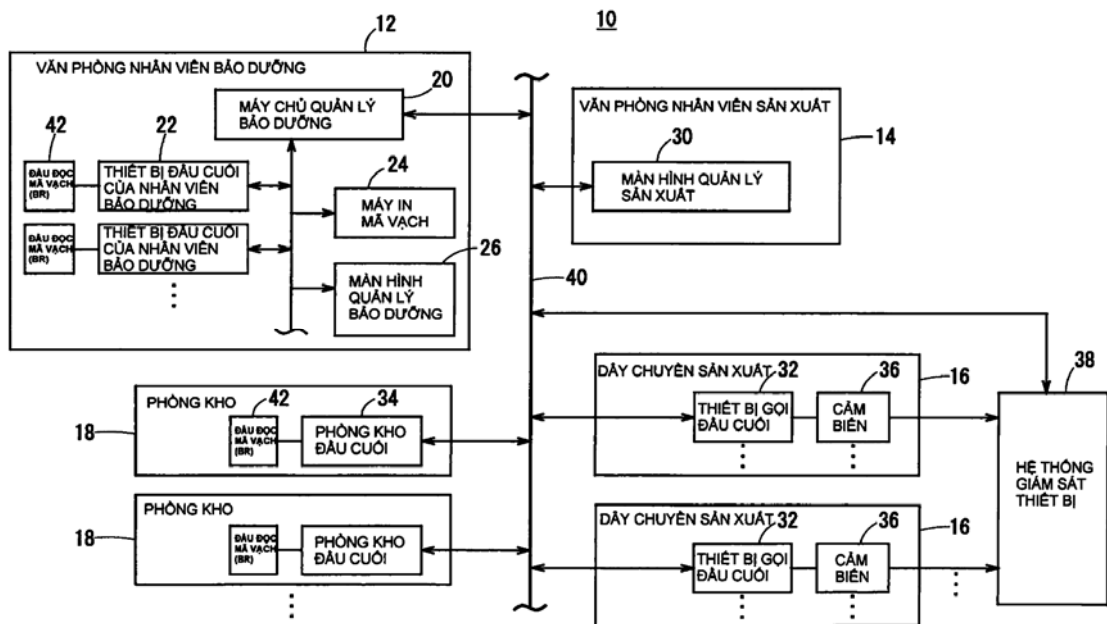 10
12
VĂN PHÒNG NHÂN VIÊN BẢO DƯỠNG
20
MÁY CHỦ QUẢN LÝ
BẢO DƯỠNG
42
22
ĐẦU ĐỌC
MÃ VẠCH
(BR)
THIẾT BỊ ĐẦU CUỐI
CỦA NHÂN VIÊN
BẢO DƯỠNG
24
MÁY IN
MÃ VẠCH
ĐẦU ĐỌC
MÃ VẠCH
(BR)
THIẾT BỊ ĐẦU CUỐI
CỦA NHÂN VIÊN
BẢO DƯỠNG
26
MÀN HÌNH
QUẢN LÝ
BẢO DƯỠNG
VĂN PHÒNG NHÂN VIÊN SẢN XUẤT
14
30
MÀN HÌNH QUẢN LÝ
SẢN XUẤT
40
PHÒNG KHO
18
42
34
ĐẦU ĐỌC
MÃ VẠCH
(BR)
PHÒNG KHO
ĐẦU CUỐI
PHÒNG KHO
18
ĐẦU ĐỌC
MÃ VẠCH
(BR)
PHÒNG KHO
ĐẦU CUỐI
DÂY CHUYỀN SẢN XUẤT
32
36
16
THIẾT BỊ GỌI
ĐẦU CUỐI
CẢM
BIẾN
38
HỆ THỐNG
GIÁM SÁT
THIẾT BỊ
DÂY CHUYỀN SẢN XUẤT
32
36
16
THIẾT BỊ GỌI
ĐẦU CUỐI
CẢM
BIẾN